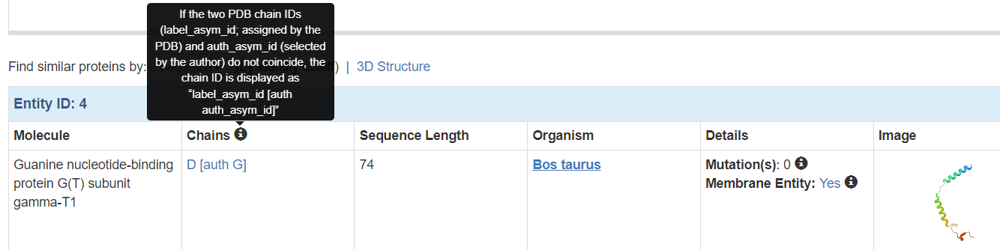 If the two PDB chain IDs
(label_asym_id; assigned by the
PDB) and auth_asym_id (selected
by the author) do not coincide, the
chain ID is displayed as
“label_asym_id [auth
auth_asym_id]”
Find similar proteins by: (by identity cutoff) | 3D Structure
Entity ID: 4
Molecule Chains Sequence Length Organism Details Image
Guanine nucleotide-binding
protein G(T) subunit
gamma-T1
D [auth G]
74
Bos taurus
Mutation(s): 0
Membrane Entity: Yes